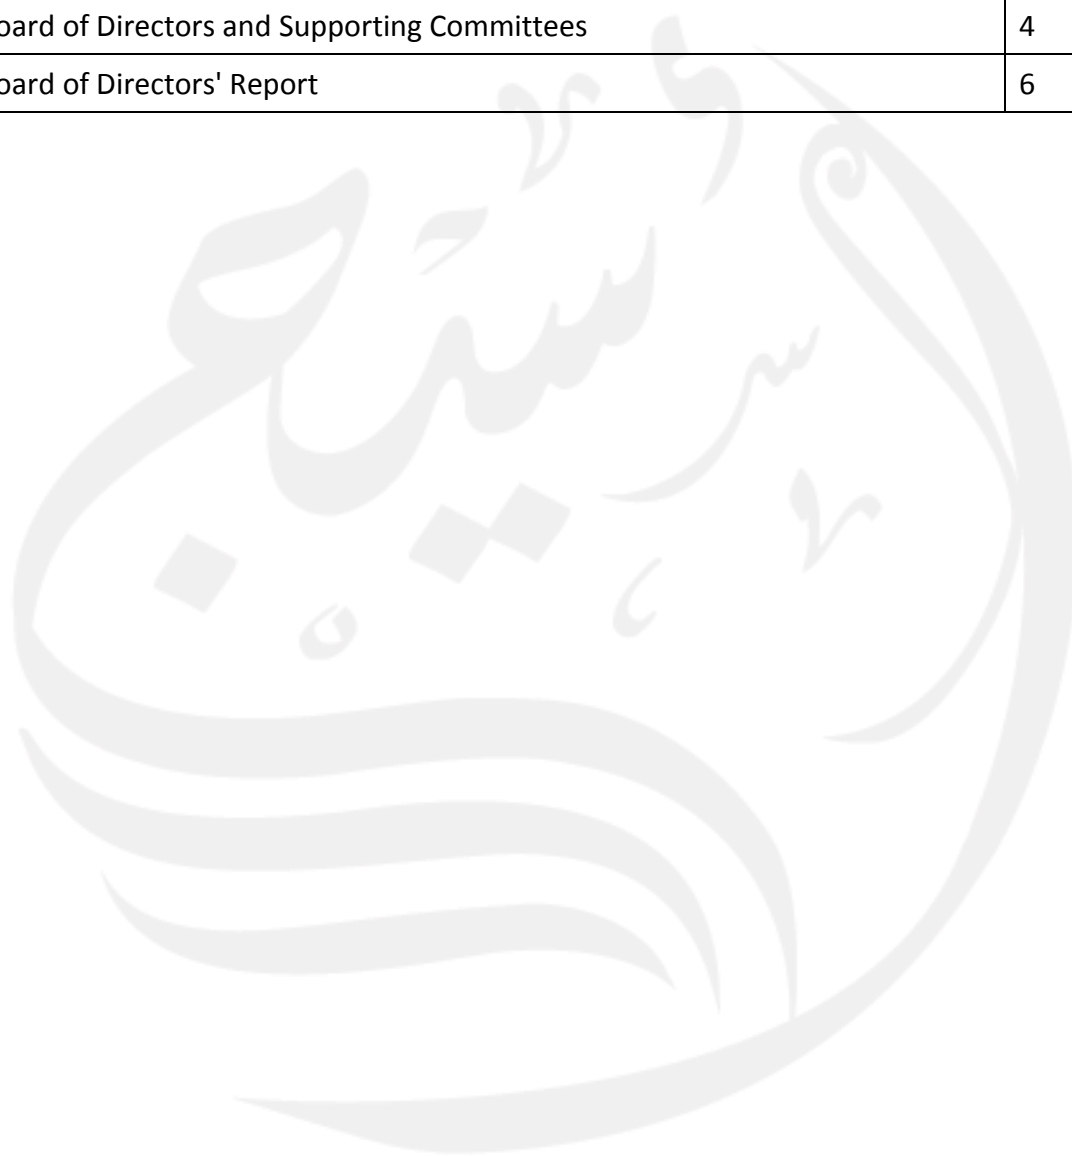 oard of Directors and Supporting Committees 4
oard of Directors' Report 6